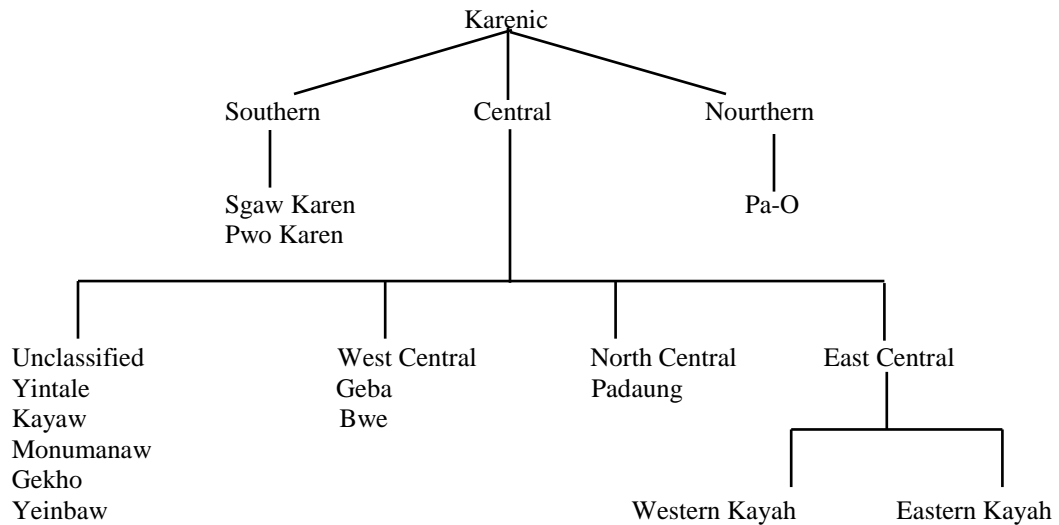 Karenic
Southern Central Nourthern
Sgaw Karen Pa-O
Pwo Karen
Unclassified West Central North Central East Central
Yintale Geba Padaung
Kayaw Bwe
Monumanaw
Gekho
Yeinbaw Western Kayah Eastern Kayah